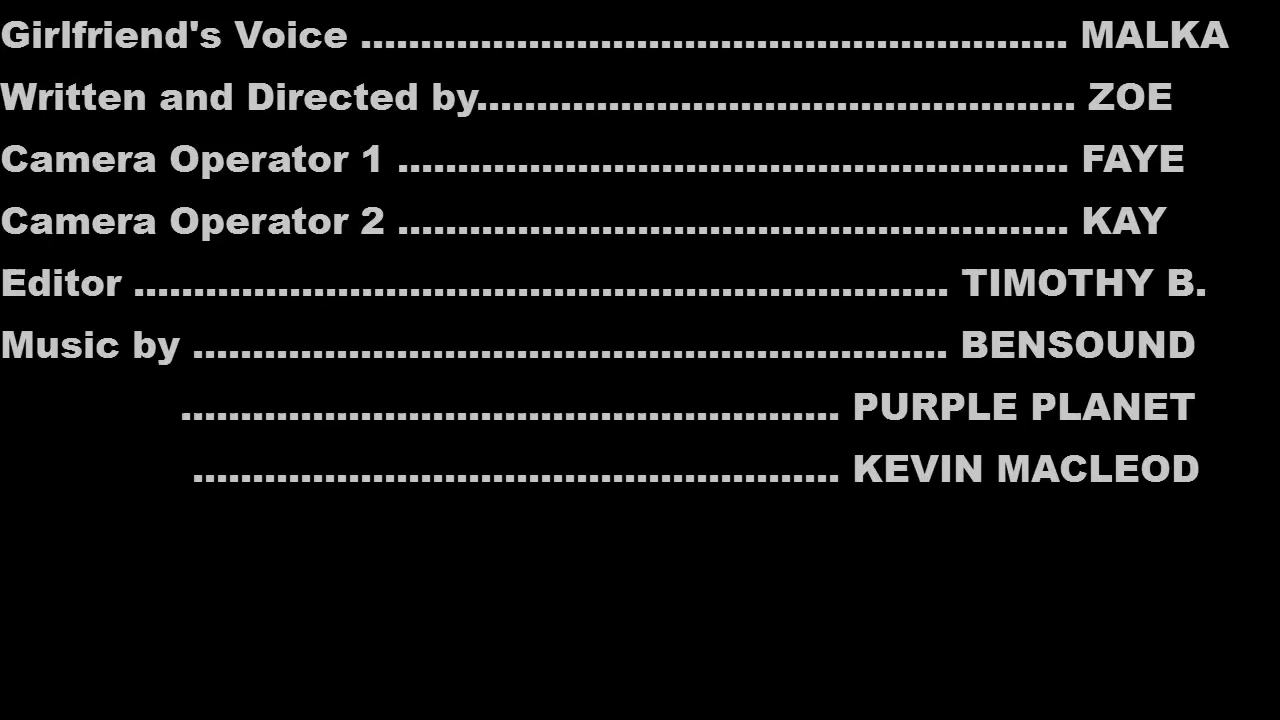 Girlfriend's Voice ........................................................... MALKA
Written and Directed by.................................................. ZOE
Camera Operator 1 ........................................................ FAYE
Camera Operator 2 ........................................................ KAY
Editor .................................................................... TIMOTHY B.
Music by ............................................................... BENSOUND
....................................................... PURPLE PLANET
...................................................... KEVIN MACLEOD